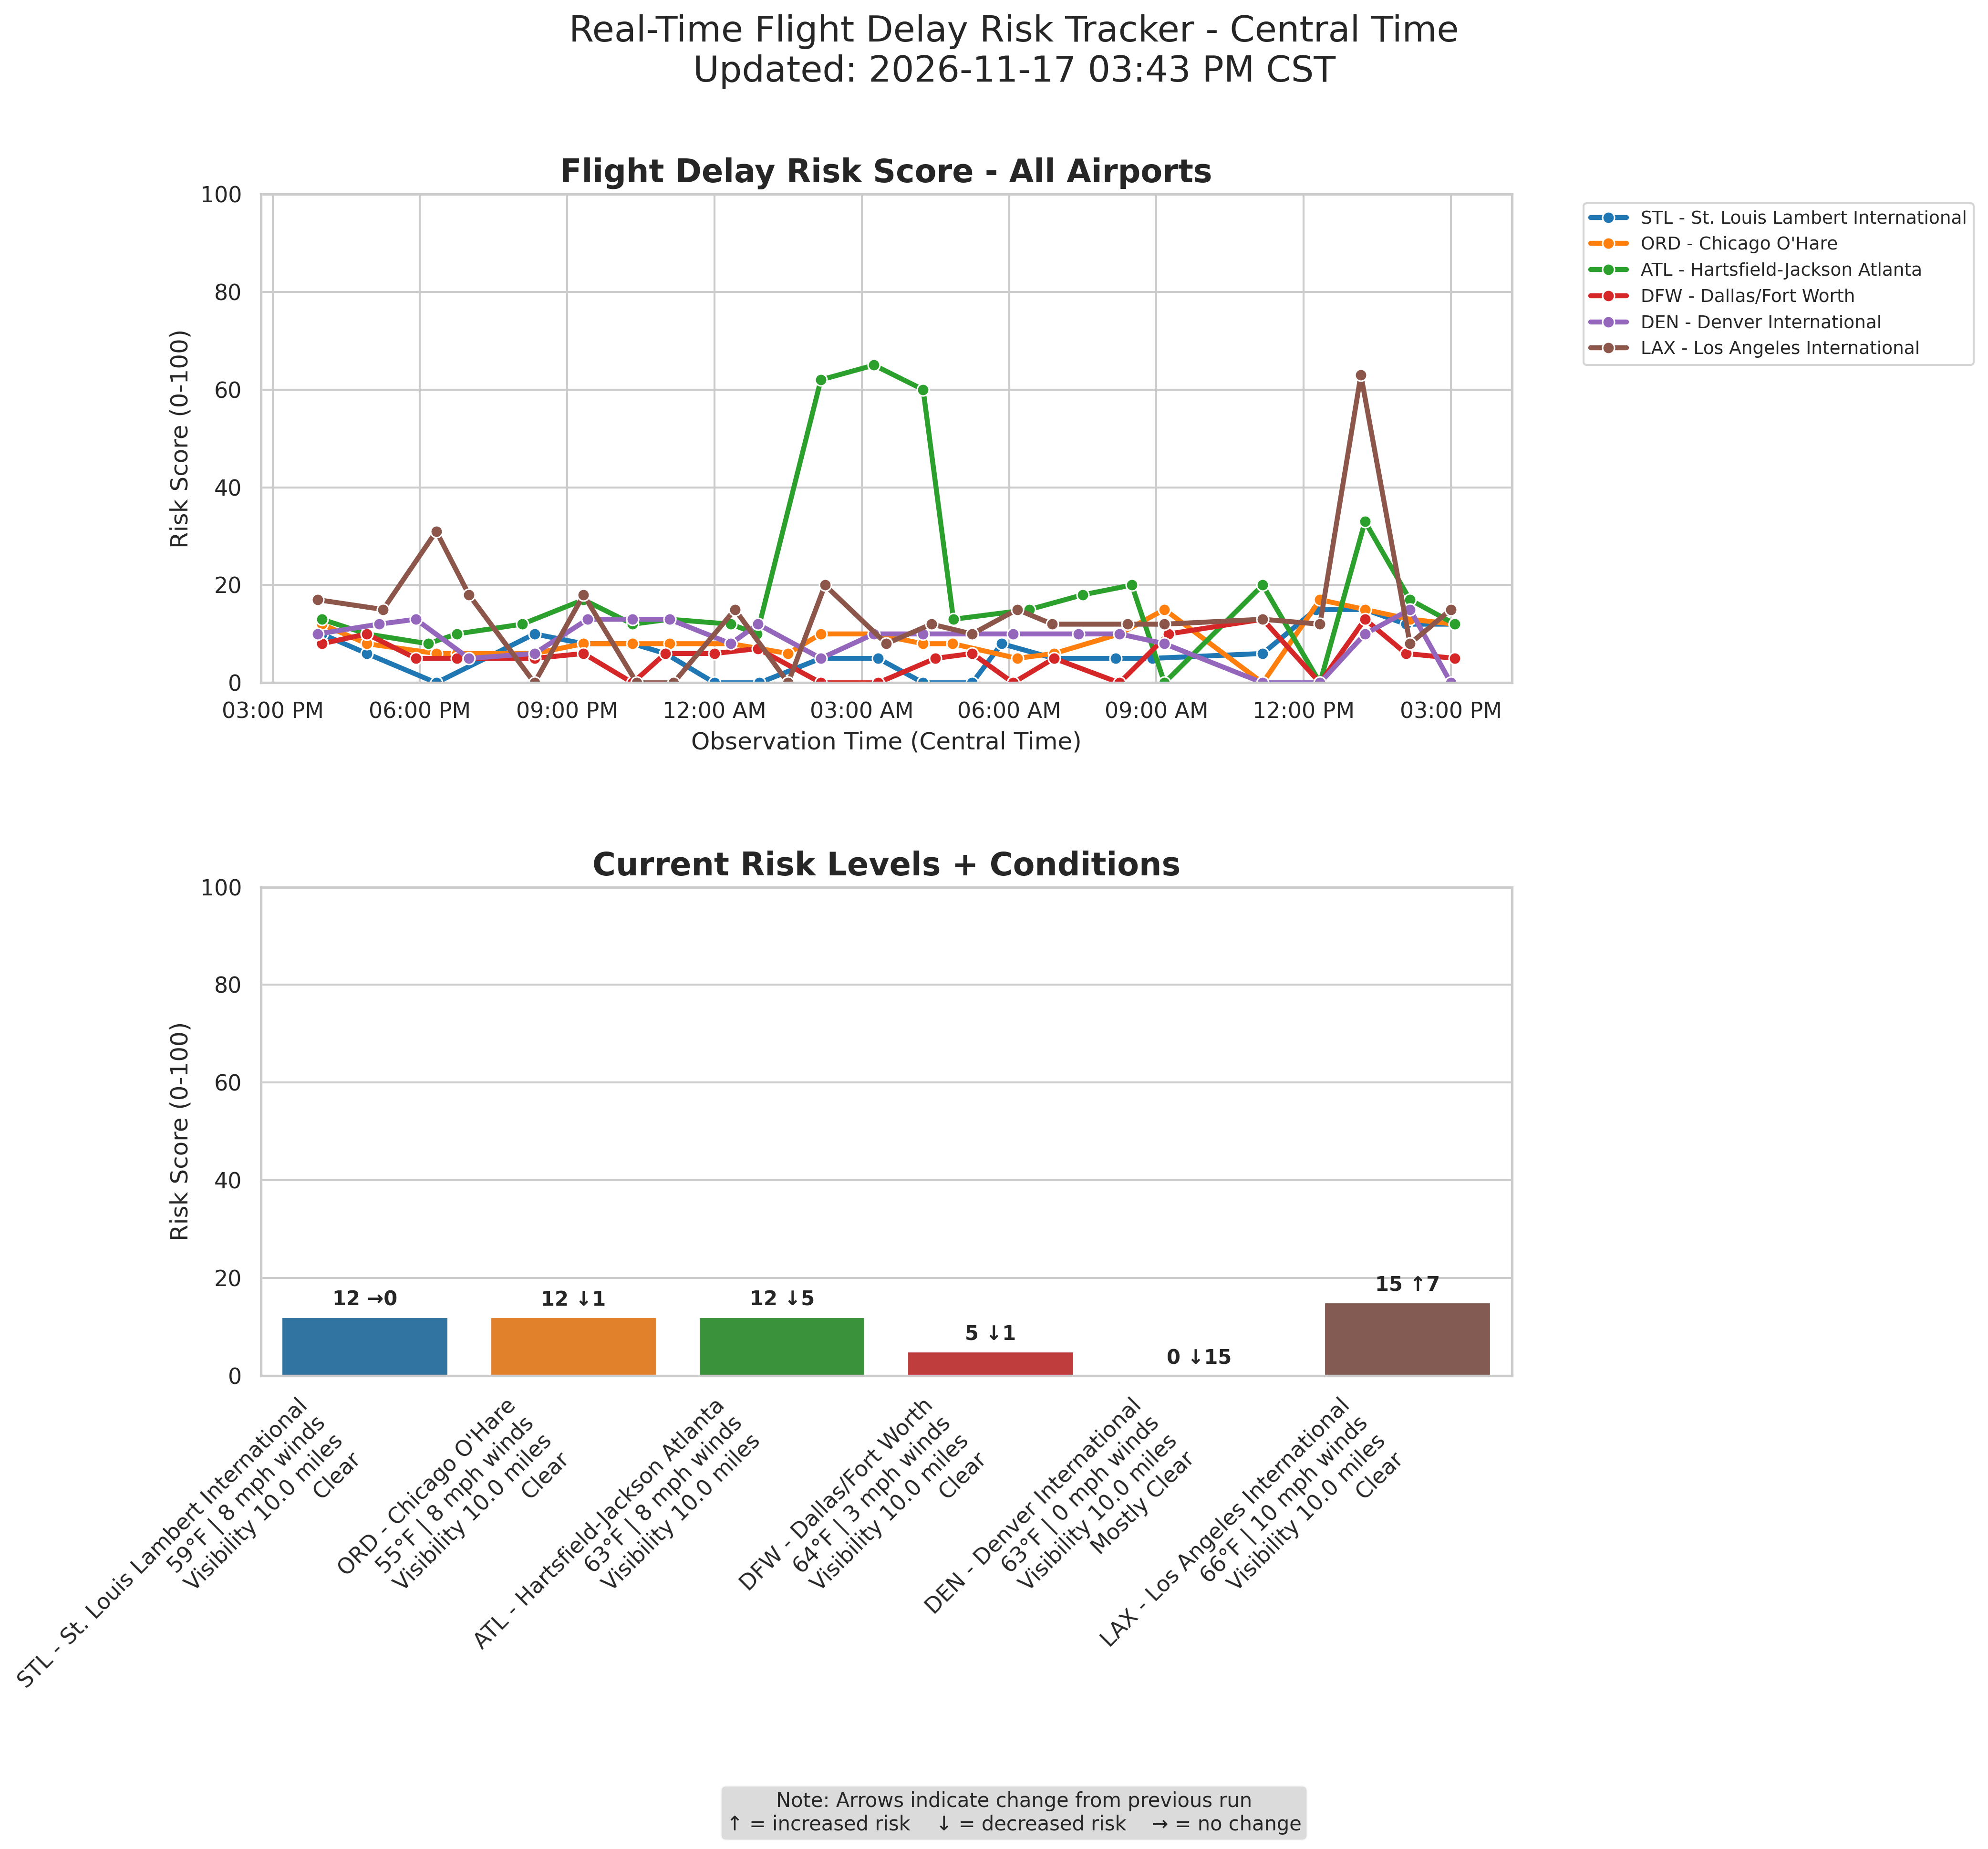 Real-Time Flight Delay Risk Tracker - Central Time
Updated: 2026-11-17 03:43 PM CST
Flight Delay Risk Score - All Airports
100
80
60
40
20
0
Risk Score (0-100)
03:00 PM
06:00 PM
09:00 PM
12:00 AM
03:00 AM
06:00 AM
09:00 AM
12:00 PM
03:00 PM
Observation Time (Central Time)
STL - St. Louis Lambert International
ORD - Chicago O'Hare
ATL - Hartsfield-Jackson Atlanta
DFW - Dallas/Fort Worth
DEN - Denver International
LAX - Los Angeles International
Current Risk Levels + Conditions
100
80
60
40
20
0
Risk Score (0-100)
12 →0
12 ↓1
12 ↓5
5 ↓1
0 ↓15
15 ↑7
STL - St. Louis Lambert International
59°F | 8 mph winds
Visibility 10.0 miles
Clear
ORD - Chicago O'Hare
55°F | 8 mph winds
Visibility 10.0 miles
Clear
ATL - Hartsfield-Jackson Atlanta
63°F | 8 mph winds
Visibility 10.0 miles
DFW - Dallas/Fort Worth
64°F | 3 mph winds
Visibility 10.0 miles
Clear
DEN - Denver International
63°F | 0 mph winds
Visibility 10.0 miles
Mostly Clear
LAX - Los Angeles International
66°F | 10 mph winds
Visibility 10.0 miles
Clear
Note: Arrows indicate change from previous run
↑ = increased risk ↓ = decreased risk → = no change